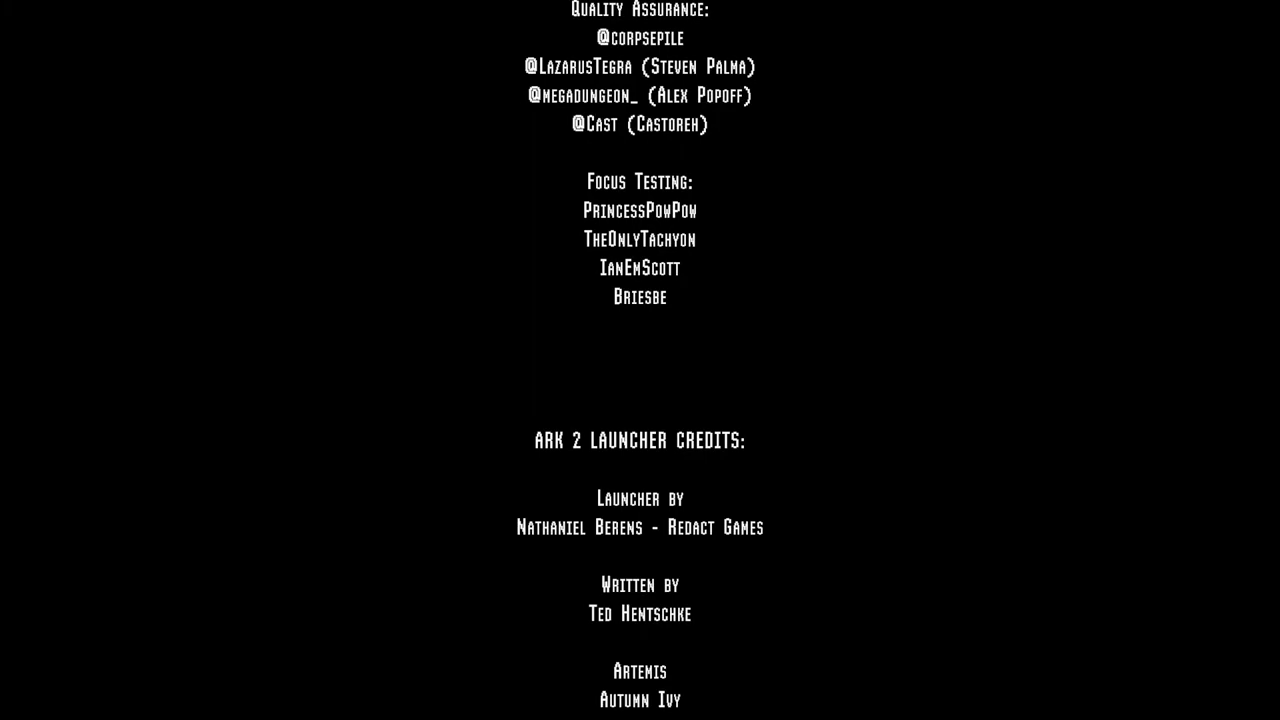 Quality Assurance:
@corpsepile
@LazarusTegra (Steven Palma)
@megadungeon_ (Alex Popoff)
@Cast (Castoreh)
Focus Testing:
PrincessPowPow
TheOnlyTachyon
IanEmScott
Briesbe
ARK 2 LAUNCHER CREDITS:
Launcher by
Nathaniel Berens - Redact Games
Written by
Ted Hentschke
Artemis
Autumn Ivy